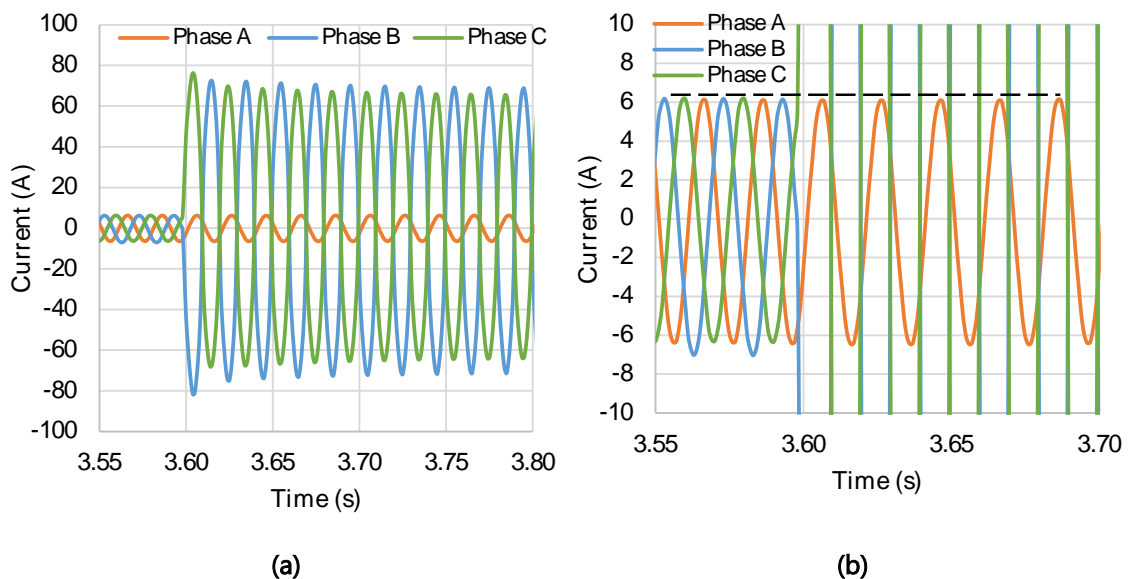 Phase A Phase B Phase C
100
80
60
40
20
0
-20
-40
-60
-80
-100
Current (A)
3.55 3.60 3.65 3.70 3.75 3.80
Time (s)
(a)
Phase A
Phase B
Phase C
10
8
6
4
2
0
-2
-4
-6
-8
-10
Current (A)
3.55 3.60 3.65 3.70
Time (s)
(b)